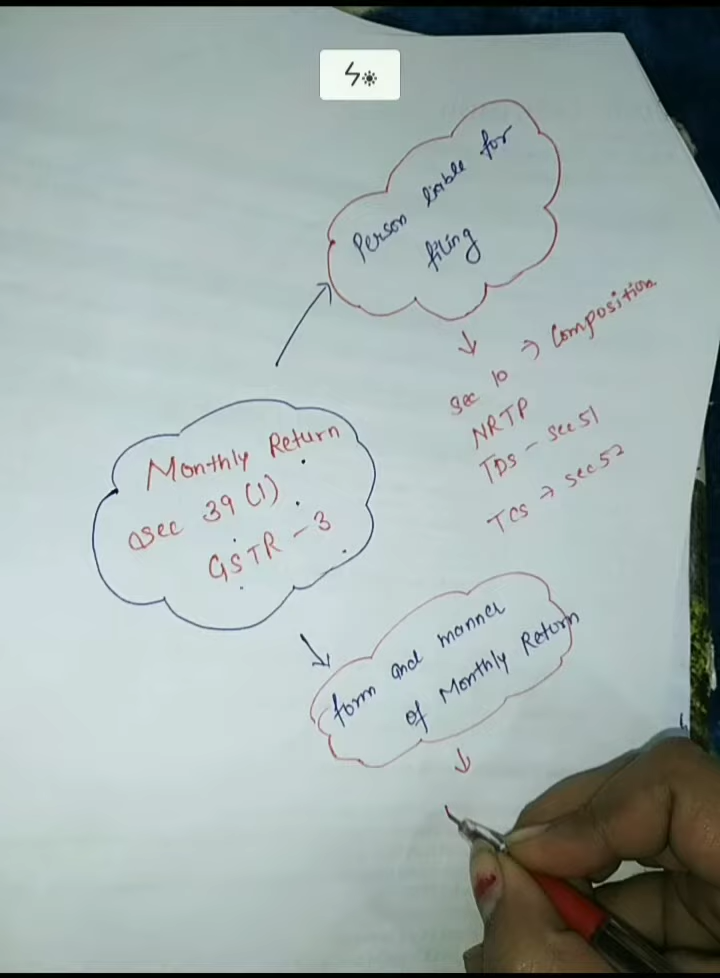 Person liable for
filing
Sec 10 → Composition
NRTP
TDS - Sec 51
TCS → Sec 52
Monthly Return
Sec 39 (1)
GSTR - 3
form and manner
of Monthly Return